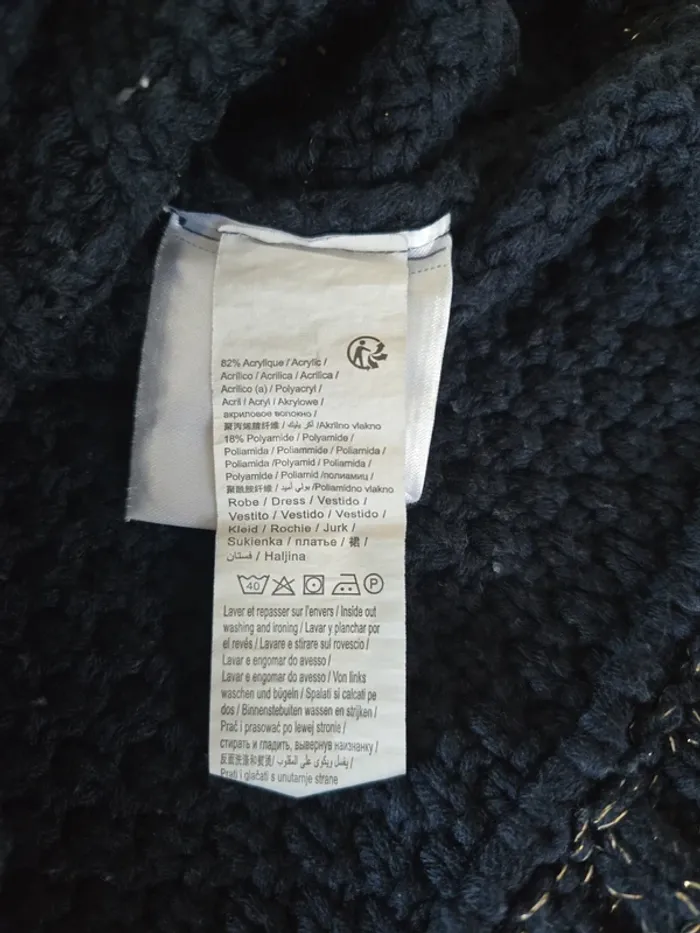 82% Acrylique / Acrylic /
Acrílico / Acrilica / Acrílica /
Acrílico (a) / Polyacryl /
Acril / Acryl / Akrylowe /
акриловое волокно /
聚丙烯腈纤维 / أكريليك /Akrilno vlakno
18% Polyamide / Polyamide /
Poliamida / Poliammide / Poliamida /
Poliamida /Polyamid / Poliamida /
Polyamide / Poliamid /полиамид /
聚酰胺纤维 / بولي أميد /Poliamidno vlakno
Robe / Dress / Vestido /
Vestito / Vestido / Vestido /
Kleid / Rochie / Jurk /
Sukienka / платье / 裙 /
فستان / Haljina
40 P
Laver et repasser sur l'envers / Inside out
washing and ironing / Lavar y planchar por
el revés / Lavare e stirare sul rovescio /
Lavar e engomar do avesso /
Lavar e engomar do avesso / Von links
waschen und bügeln / Spalati si calcati pe
dos / Binnenstebuiten wassen en strijken /
Prać i prasować po lewej stronie /
стирать и гладить, вывернув наизнанку /
反面洗涤和熨烫 / يغسل ويكوى على المقلوب /
Prati i glačati s unutarnje strane